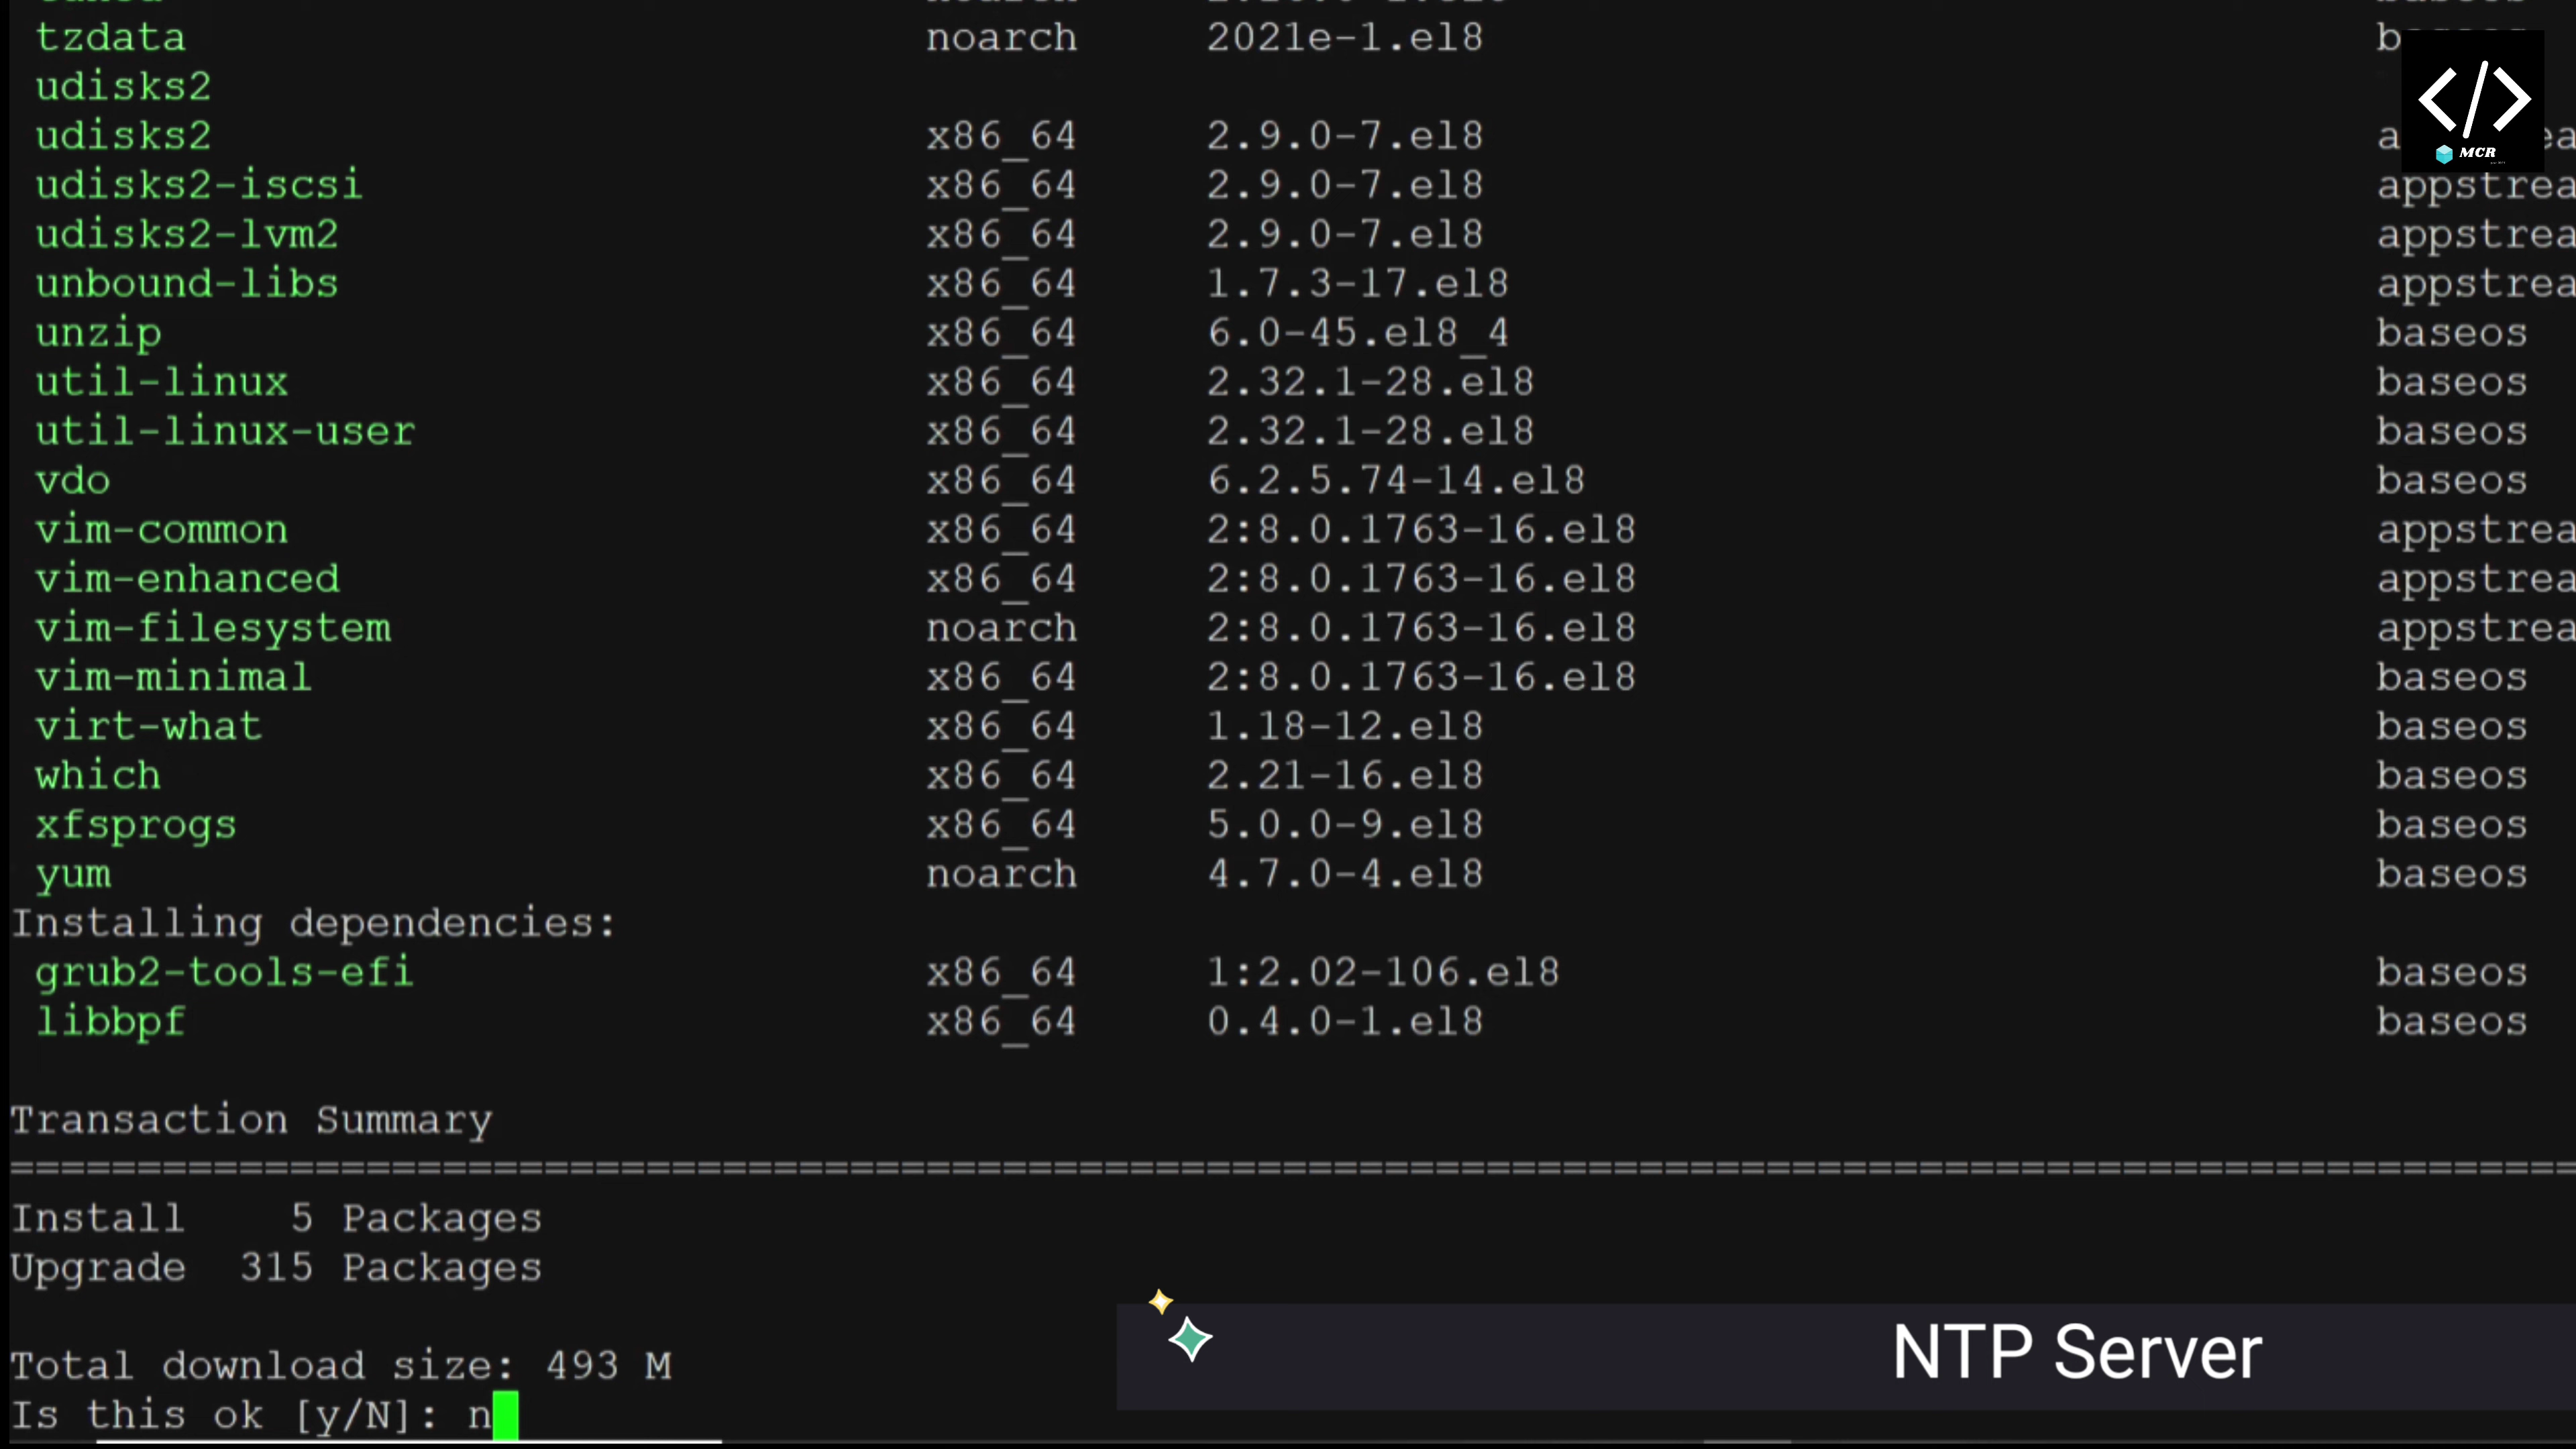 tzdata noarch 2021e-1.el8
udisks2
udisks2 x86_64 2.9.0-7.el8
udisks2-iscsi x86_64 2.9.0-7.el8 appstrea
udisks2-lvm2 x86_64 2.9.0-7.el8 appstrea
unbound-libs x86_64 1.7.3-17.el8 appstrea
unzip x86_64 6.0-45.el8_4 baseos
util-linux x86_64 2.32.1-28.el8 baseos
util-linux-user x86_64 2.32.1-28.el8 baseos
vdo x86_64 6.2.5.74-14.el8 baseos
vim-common x86_64 2:8.0.1763-16.el8 appstrea
vim-enhanced x86_64 2:8.0.1763-16.el8 appstrea
vim-filesystem noarch 2:8.0.1763-16.el8 appstrea
vim-minimal x86_64 2:8.0.1763-16.el8 baseos
virt-what x86_64 1.18-12.el8 baseos
which x86_64 2.21-16.el8 baseos
xfsprogs x86_64 5.0.0-9.el8 baseos
yum noarch 4.7.0-4.el8 baseos
Installing dependencies:
grub2-tools-efi x86_64 1:2.02-106.el8 baseos
libbpf x86_64 0.4.0-1.el8 baseos
Transaction Summary
================================================================================
Install 5 Packages
Upgrade 315 Packages
Total download size: 493 M
Is this ok [y/N]: n
</>
MCR
NTP Server